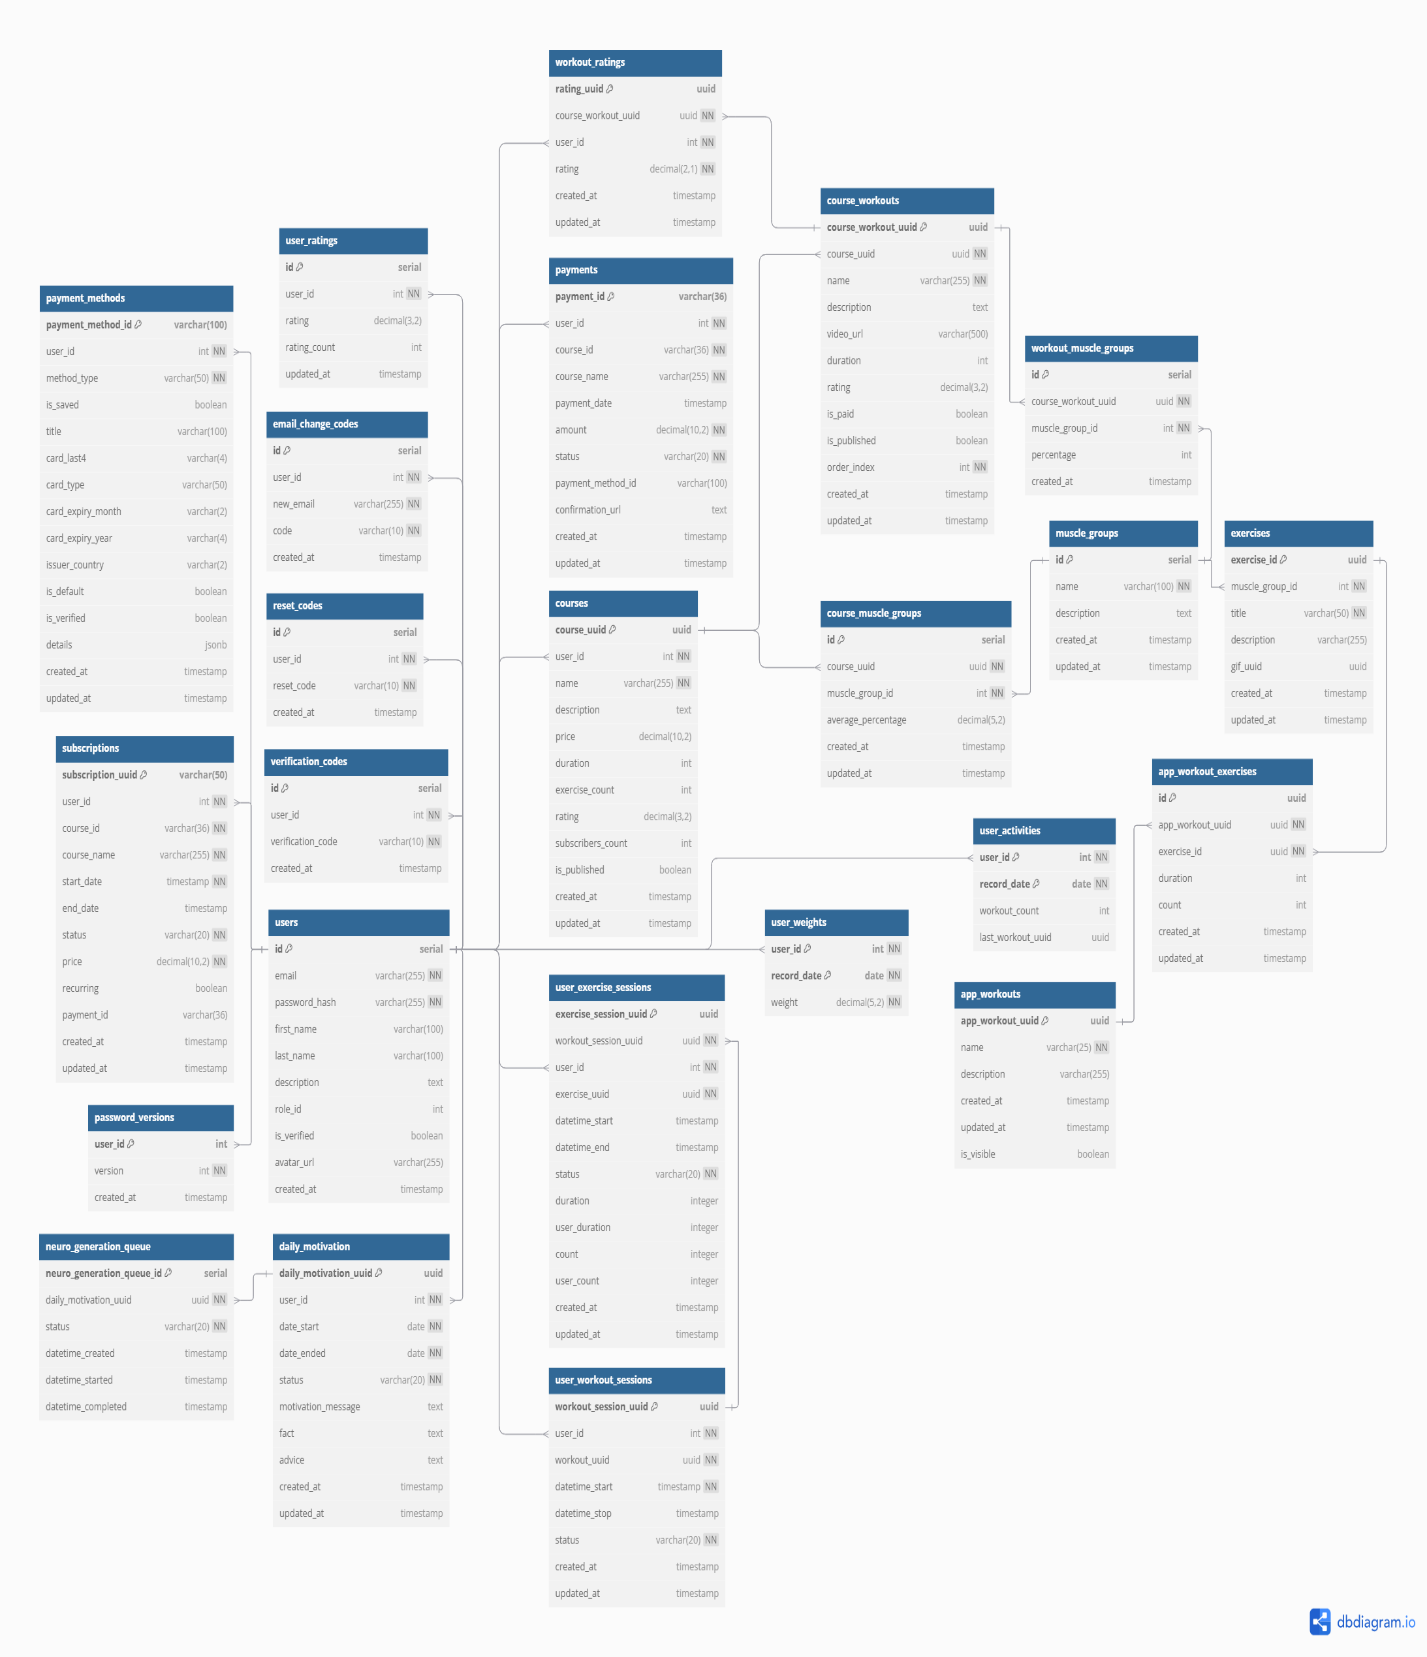 workout_ratings
rating_uuid uuid
course_workout_uuid uuid NN
user_id int NN
rating decimal(2,1) NN
created_at timestamp
updated_at timestamp
course_workouts
course_workout_uuid uuid
course_uuid uuid NN
name varchar(255) NN
description text
video_url varchar(500)
duration int
rating decimal(3,2)
is_paid boolean
is_published boolean
order_index int NN
created_at timestamp
updated_at timestamp
user_ratings
id serial
user_id int NN
rating decimal(3,2)
rating_count int
updated_at timestamp
payments
payment_id varchar(36)
user_id int NN
course_id varchar(36) NN
course_name varchar(255) NN
payment_date timestamp
amount decimal(10,2) NN
status varchar(20) NN
payment_method_id varchar(100)
confirmation_url text
created_at timestamp
updated_at timestamp
payment_methods
payment_method_id varchar(100)
user_id int NN
method_type varchar(50) NN
is_saved boolean
title varchar(100)
card_last4 varchar(4)
card_type varchar(50)
card_expiry_month varchar(2)
card_expiry_year varchar(4)
issuer_country varchar(2)
is_default boolean
is_verified boolean
details jsonb
created_at timestamp
updated_at timestamp
workout_muscle_groups
id serial
course_workout_uuid uuid NN
muscle_group_id int NN
percentage int
created_at timestamp
email_change_codes
id serial
user_id int NN
new_email varchar(255) NN
code varchar(10) NN
created_at timestamp
muscle_groups
id serial
name varchar(100) NN
description text
created_at timestamp
updated_at timestamp
exercises
exercise_id uuid
muscle_group_id int NN
title varchar(50) NN
description varchar(255)
gif_uuid uuid
created_at timestamp
updated_at timestamp
reset_codes
id serial
user_id int NN
reset_code varchar(10) NN
created_at timestamp
courses
course_uuid uuid
user_id int NN
name varchar(255) NN
description text
price decimal(10,2)
duration int
exercise_count int
rating decimal(3,2)
subscribers_count int
is_published boolean
created_at timestamp
updated_at timestamp
course_muscle_groups
id serial
course_uuid uuid NN
muscle_group_id int NN
average_percentage decimal(5,2)
created_at timestamp
updated_at timestamp
subscriptions
subscription_uuid varchar(50)
user_id int NN
course_id varchar(36) NN
course_name varchar(255) NN
start_date timestamp NN
end_date timestamp
status varchar(20) NN
price decimal(10,2) NN
recurring boolean
payment_id varchar(36)
created_at timestamp
updated_at timestamp
verification_codes
id serial
user_id int NN
verification_code varchar(10) NN
created_at timestamp
app_workout_exercises
id uuid
app_workout_uuid uuid NN
exercise_id uuid NN
duration int
count int
created_at timestamp
updated_at timestamp
user_activities
user_id int NN
record_date date NN
workout_count int
last_workout_uuid uuid
users
id serial
email varchar(255) NN
password_hash varchar(255) NN
first_name varchar(100)
last_name varchar(100)
description text
role_id int
is_verified boolean
avatar_url varchar(255)
created_at timestamp
user_weights
user_id int NN
record_date date NN
weight decimal(5,2) NN
user_exercise_sessions
exercise_session_uuid uuid
workout_session_uuid uuid NN
user_id int NN
exercise_uuid uuid NN
datetime_start timestamp
datetime_end timestamp
status varchar(20) NN
duration integer
user_duration integer
count integer
user_count integer
created_at timestamp
updated_at timestamp
app_workouts
app_workout_uuid uuid
name varchar(25) NN
description varchar(255)
created_at timestamp
updated_at timestamp
is_visible boolean
password_versions
user_id int
version int NN
created_at timestamp
neuro_generation_queue
neuro_generation_queue_id serial
daily_motivation_uuid uuid NN
status varchar(20) NN
datetime_created timestamp
datetime_started timestamp
datetime_completed timestamp
daily_motivation
daily_motivation_uuid uuid
user_id int NN
date_start date NN
date_ended date NN
status varchar(20) NN
motivation_message text
fact text
advice text
created_at timestamp
updated_at timestamp
user_workout_sessions
workout_session_uuid uuid
user_id int NN
workout_uuid uuid NN
datetime_start timestamp NN
datetime_stop timestamp
status varchar(20) NN
created_at timestamp
updated_at timestamp
dbdiagram.io